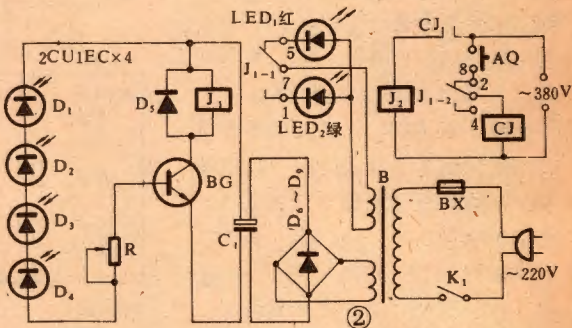 LED₁红
2CU1EC×4
5
J₁₋₁
7
1
LED₂绿
D₁
D₂
D₃
D₄
D₅
J₁
BG
R
C₁
D₆~D₉
B
BX
K₁
~220V
CJ
AQ
8
2
J₁₋₂
4
J₂
CJ
~380V
②